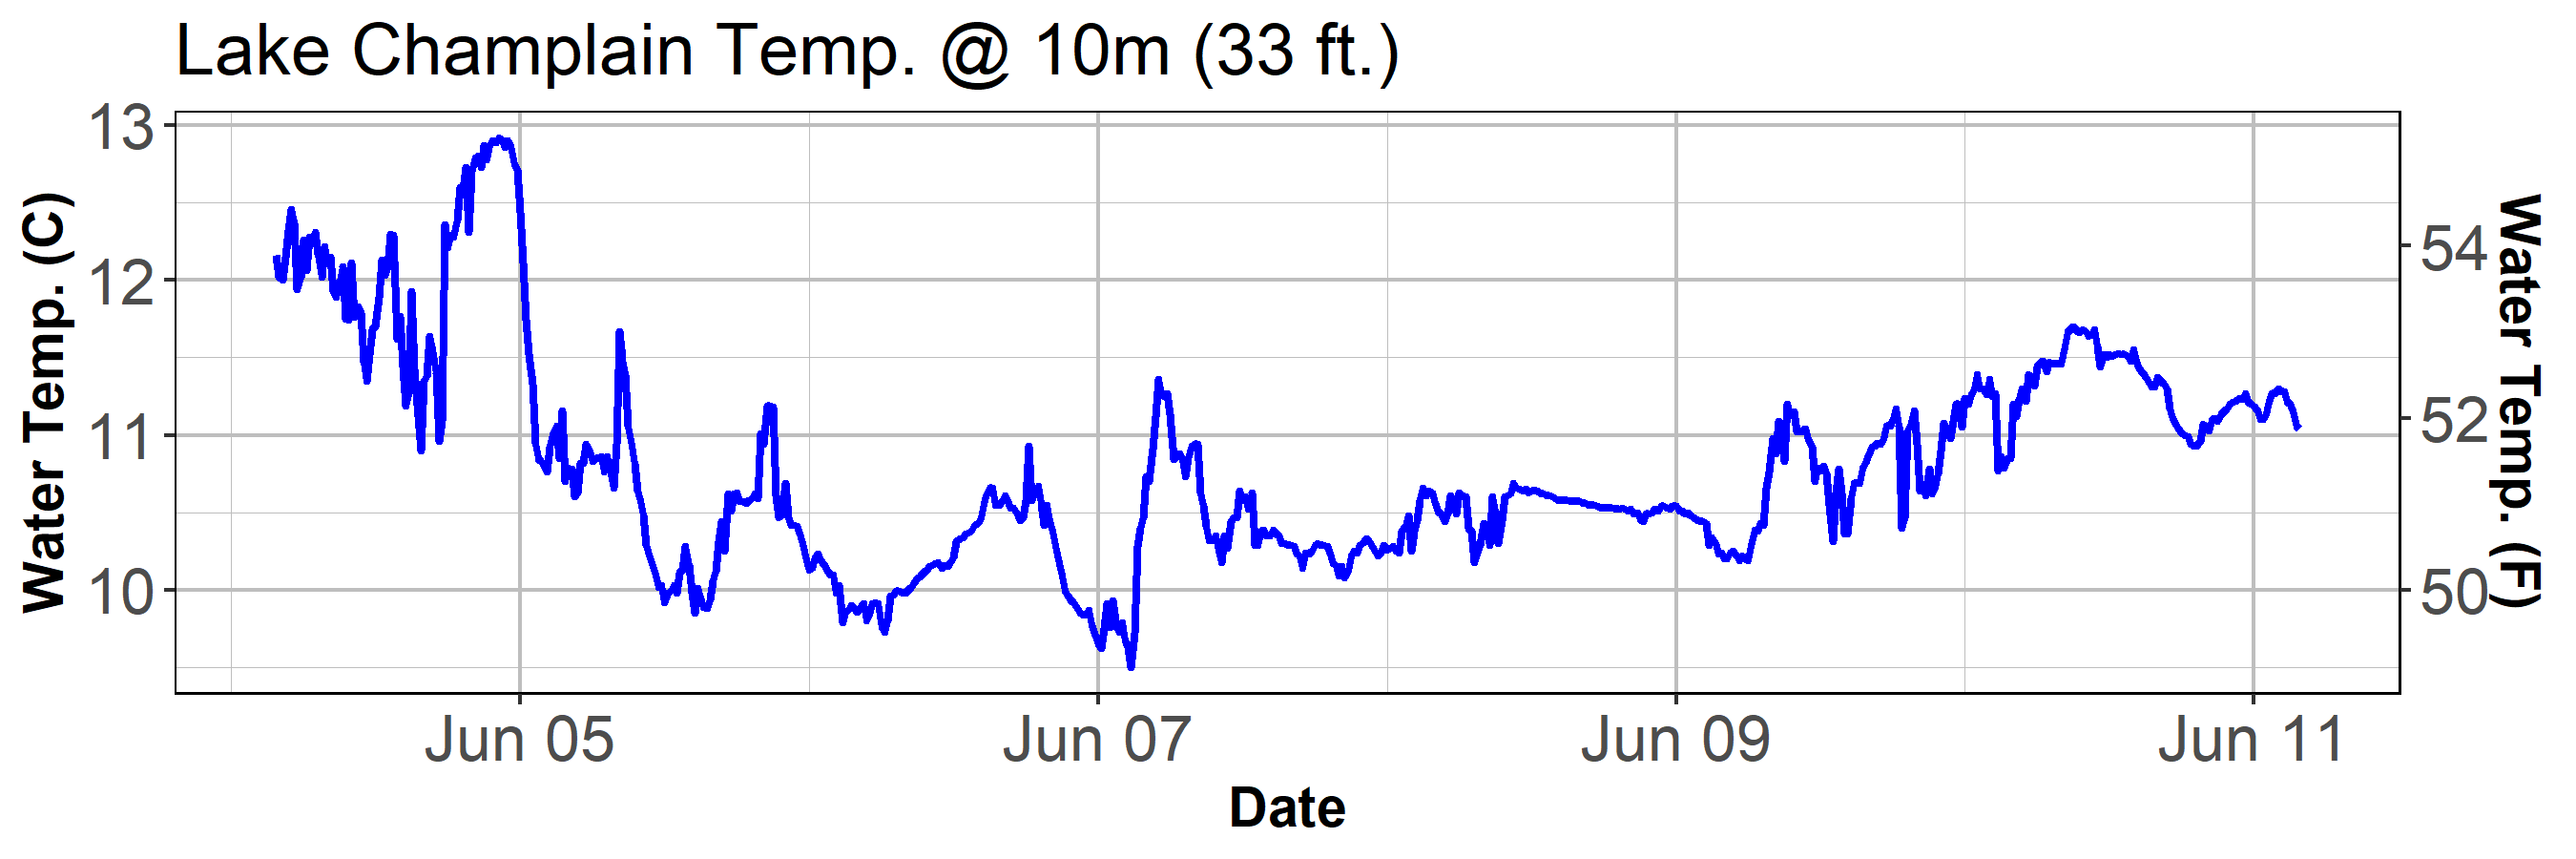 Lake Champlain Temp. @ 10m (33 ft.)
Water Temp. (C)
13
12
11
10
54
52
50
Water Temp. (F)
Jun 05 Jun 07 Jun 09 Jun 11
Date